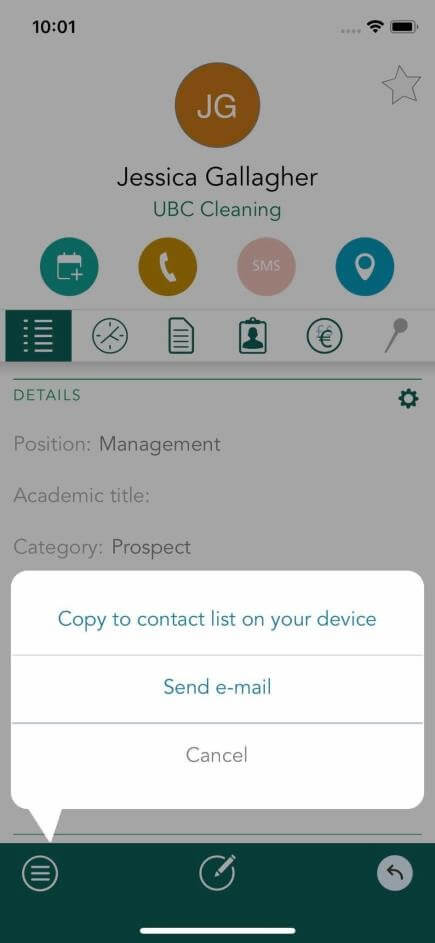 10:01
JG
Jessica Gallagher
UBC Cleaning
SMS
DETAILS
Position: Management
Academic title:
Category: Prospect
Copy to contact list on your device
Send e-mail
Cancel